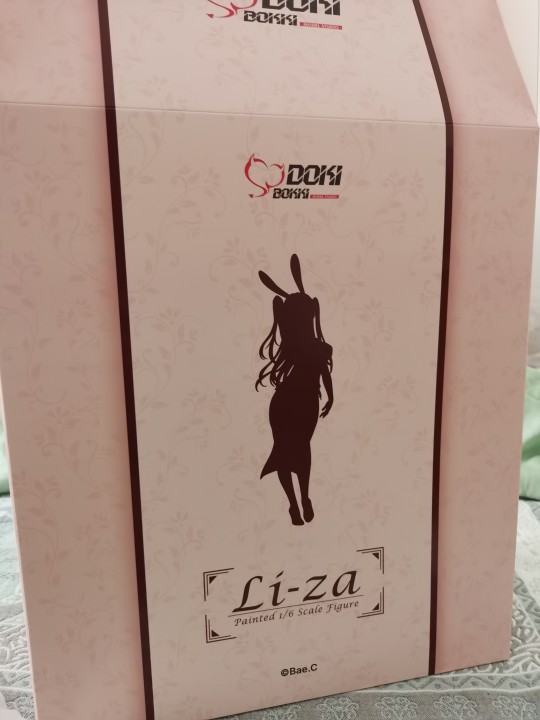 DOKI
BOKKI
DOKI
BOKKI
Li-za
Painted 1/6 Scale Figure
©Bae.C